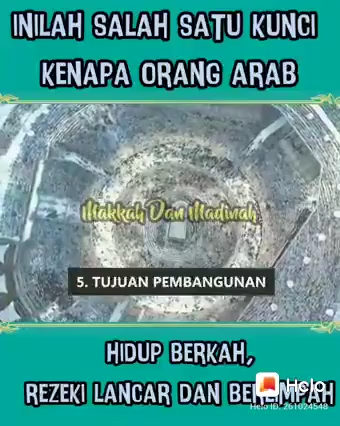 INILAH SALAH SATU KUNCI
KENAPA ORANG ARAB
Makkah Dan Madinah
5. TUJUAN PEMBANGUNAN
HIDUP BERKAH,
REZEKI LANCAR DAN BERLIMPAH
Helo
Helo ID: 261024548